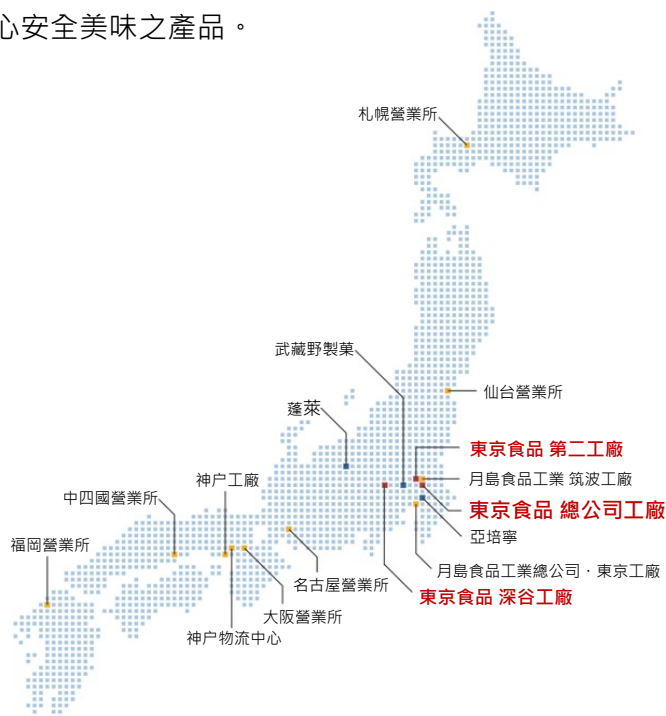 心安全美味之產品。
札幌營業所
武藏野製菓
仙台營業所
蓬萊
東京食品 第二工廠
月島食品工業 筑波工廠
神户工廠
中四國營業所
東京食品 總公司工廠
亞培寧
福岡營業所
月島食品工業總公司・東京工廠
名古屋營業所
東京食品 深谷工廠
大阪營業所
神户物流中心